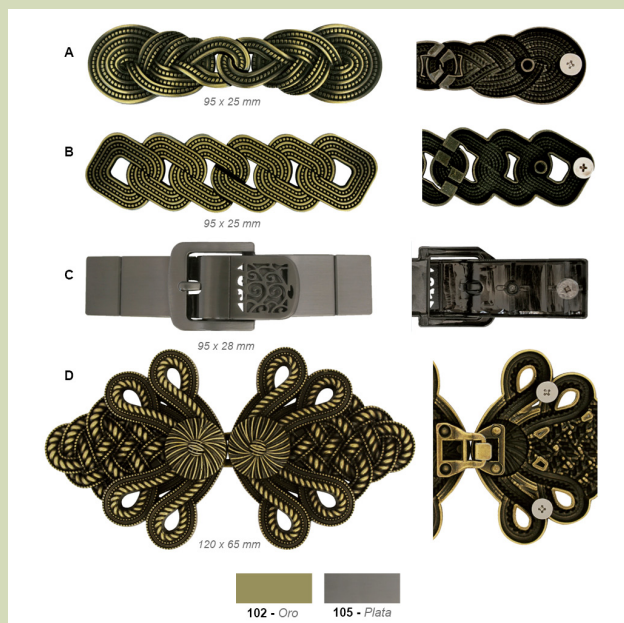 A
95 x 25 mm
B
95 x 25 mm
C
95 x 28 mm
D
120 x 65 mm
102 - Oro
105 - Plata